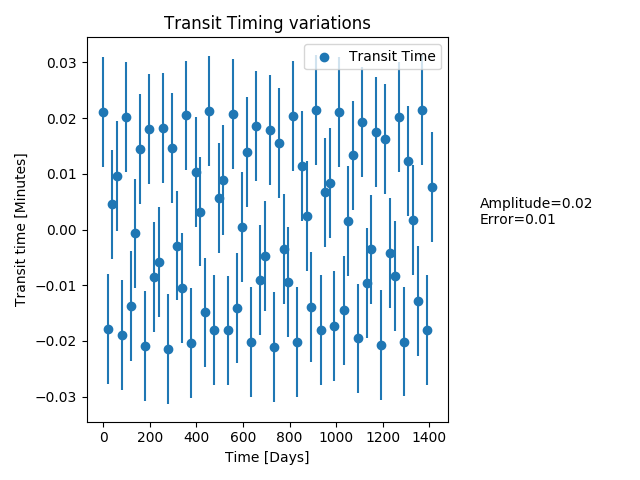 Transit Timing variations
Transit Time
0.03
0.02
0.01
0.00
−0.01
−0.02
−0.03
Transit time [Minutes]
Amplitude=0.02
Error=0.01
0 200 400 600 800 1000 1200 1400
Time [Days]